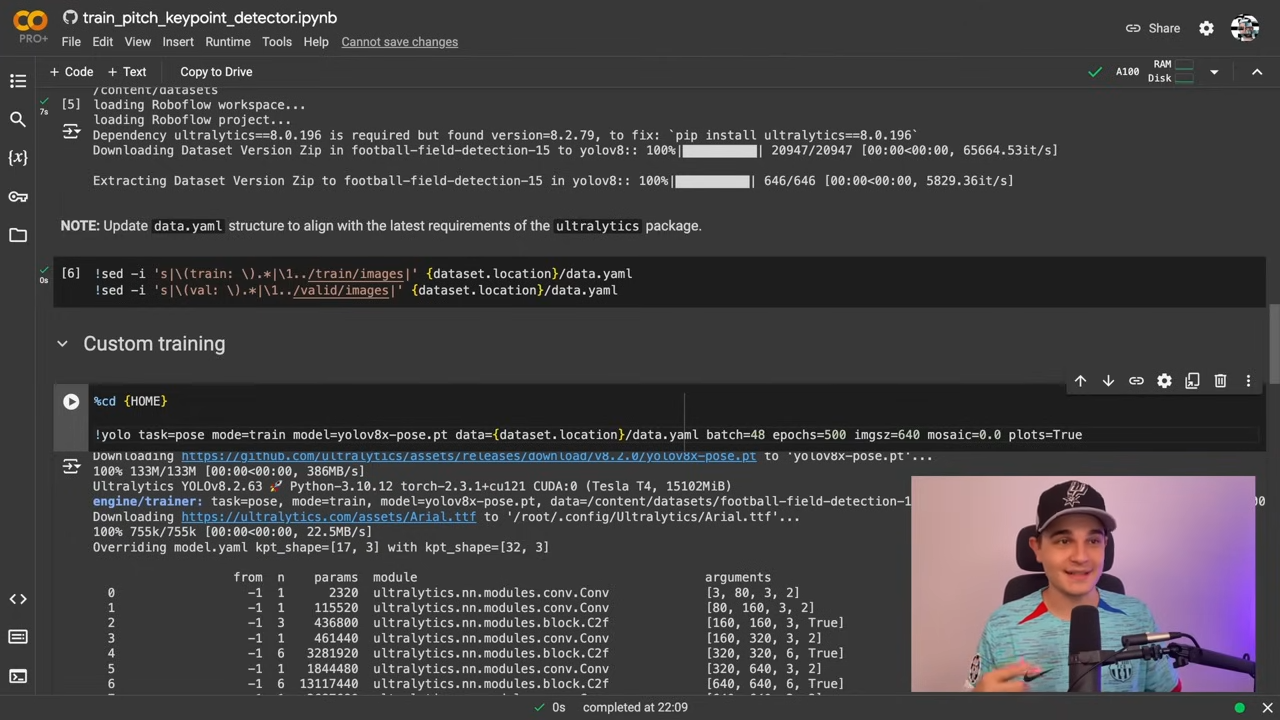 train_pitch_keypoint_detector.ipynb
PRO+
File Edit View Insert Runtime Tools Help Cannot save changes
Share
+ Code + Text Copy to Drive
A100 RAM Disk
/content/datasets
[5] loading Roboflow workspace...
7s
loading Roboflow project...
Dependency ultralytics==8.0.196 is required but found version=8.2.79, to fix: `pip install ultralytics==8.0.196`
Downloading Dataset Version Zip in football-field-detection-15 to yolov8:: 100%| | 20947/20947 [00:00<00:00, 65664.53it/s]
Extracting Dataset Version Zip to football-field-detection-15 in yolov8:: 100%| | 646/646 [00:00<00:00, 5829.36it/s]
NOTE: Update data.yaml structure to align with the latest requirements of the ultralytics package.
[6] !sed -i 's|\(train: \).*|\1../train/images|' {dataset.location}/data.yaml
0s
!sed -i 's|\(val: \).*|\1../valid/images|' {dataset.location}/data.yaml
Custom training
%cd {HOME}
!yolo task=pose mode=train model=yolov8x-pose.pt data={dataset.location}/data.yaml batch=48 epochs=500 imgsz=640 mosaic=0.0 plots=True
Downloading https://github.com/ultralytics/assets/releases/download/v8.2.0/yolov8x-pose.pt to 'yolov8x-pose.pt'...
100% 133M/133M [00:00<00:00, 386MB/s]
Ultralytics YOLOv8.2.63 🚀 Python-3.10.12 torch-2.3.1+cu121 CUDA:0 (Tesla T4, 15102MiB)
engine/trainer: task=pose, mode=train, model=yolov8x-pose.pt, data=/content/datasets/football-field-detection-1
Downloading https://ultralytics.com/assets/Arial.ttf to '/root/.config/Ultralytics/Arial.ttf'...
100% 755k/755k [00:00<00:00, 22.5MB/s]
Overriding model.yaml kpt_shape=[17, 3] with kpt_shape=[32, 3]
from n params module arguments
0 -1 1 2320 ultralytics.nn.modules.conv.Conv [3, 80, 3, 2]
1 -1 1 115520 ultralytics.nn.modules.conv.Conv [80, 160, 3, 2]
2 -1 3 436800 ultralytics.nn.modules.block.C2f [160, 160, 3, True]
3 -1 1 461440 ultralytics.nn.modules.conv.Conv [160, 320, 3, 2]
4 -1 6 3281920 ultralytics.nn.modules.block.C2f [320, 320, 6, True]
5 -1 1 1844480 ultralytics.nn.modules.conv.Conv [320, 640, 3, 2]
6 -1 6 13117440 ultralytics.nn.modules.block.C2f [640, 640, 6, True]
0s completed at 22:09